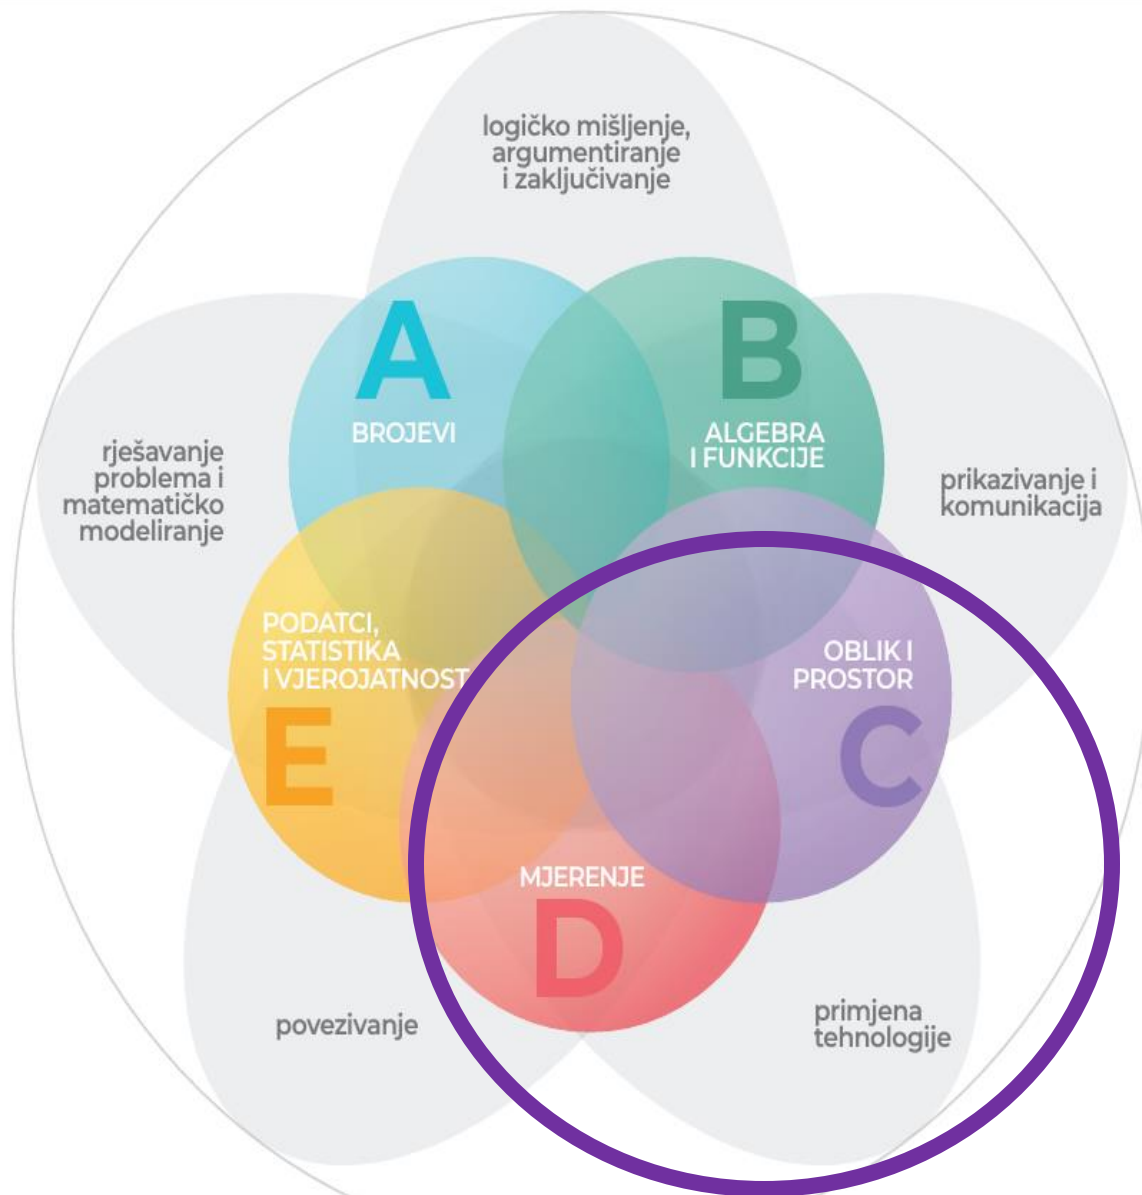 logičko mišljenje,
argumentiranje
i zaključivanje
A
BROJEVI
B
ALGEBRA
I FUNKCIJE
rješavanje
problema i
matematičko
modeliranje
prikazivanje i
komunikacija
PODATCI,
STATISTIKA
I VJEROJATNOST
E
OBLIK I
PROSTOR
C
MJERENJE
D
povezivanje
primjena
tehnologije